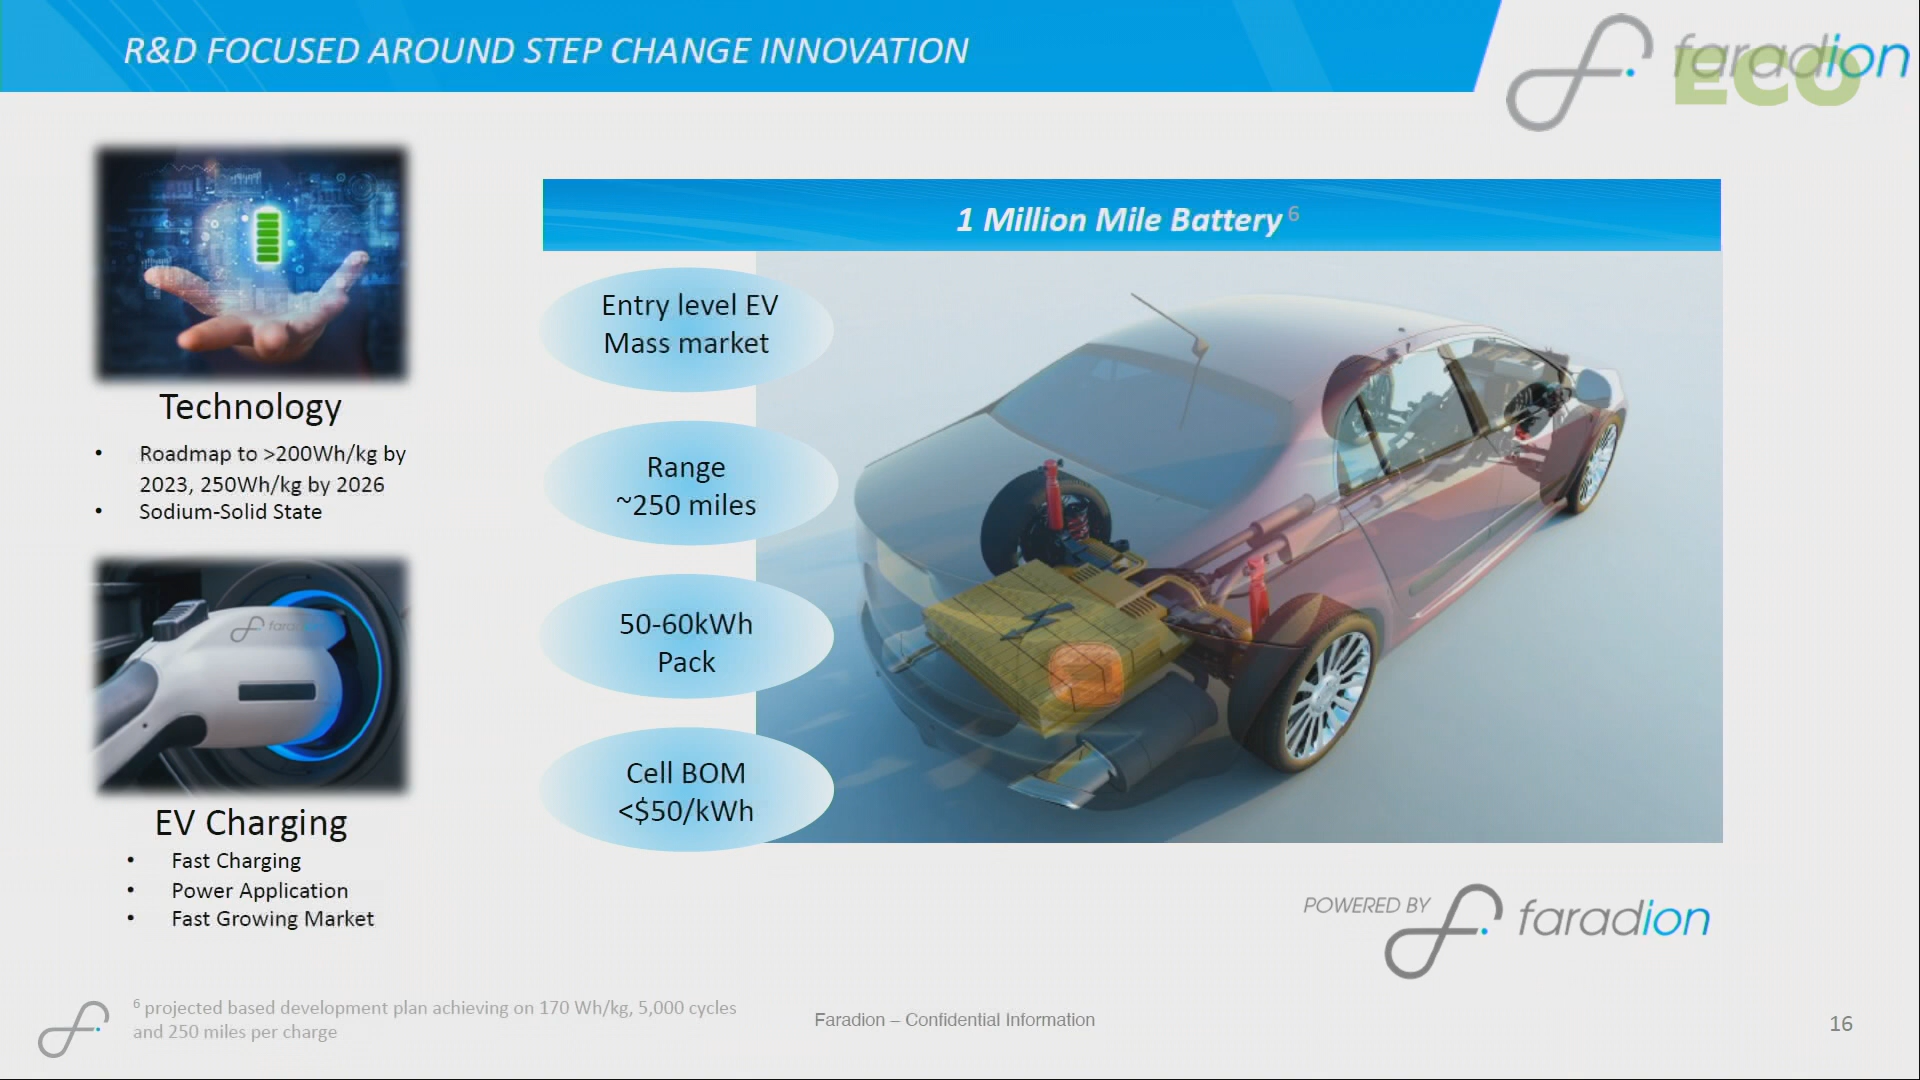 R&D FOCUSED AROUND STEP CHANGE INNOVATION
faradion
ECO
1 Million Mile Battery 6
Technology
• Roadmap to >200Wh/kg by
2023, 250Wh/kg by 2026
• Sodium-Solid State
faradion
EV Charging
• Fast Charging
• Power Application
• Fast Growing Market
Entry level EV
Mass market
Range
~250 miles
50-60kWh
Pack
Cell BOM
<$50/kWh
POWERED BY faradion
6 projected based development plan achieving on 170 Wh/kg, 5,000 cycles
and 250 miles per charge
Faradion – Confidential Information
16